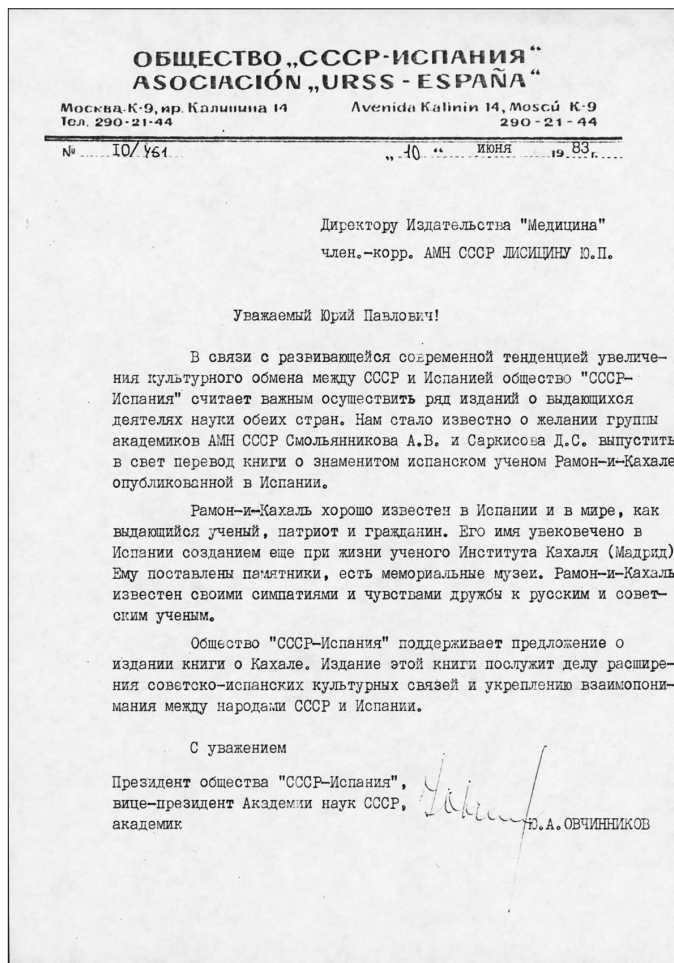 ОБЩЕСТВО „СССР-ИСПАНИЯ“
ASOCIACIÓN „URSS - ESPAÑA“
Москва-К-9, пр. Калинина 14 Avenida Kalinin 14, Moscú K-9
Тел. 290-21-44 290-21-44
№ 10/461 „10“ июня 1983 г.
Директору Издательства "Медицина"
член.-корр. АМН СССР ЛИСИЦИНУ Ю.П.
Уважаемый Юрий Павлович!
В связи с развивающейся современной тенденцией увеличе-
ния культурного обмена между СССР и Испанией общество "СССР-
Испания" считает важным осуществить ряд изданий о выдающихся
деятелях науки обеих стран. Нам стало известно о желании группы
академиков АМН СССР Смольянникова А.В. и Саркисова Д.С. выпустить
в свет перевод книги о знаменитом испанском ученом Рамон-и-Кахале
опубликованной в Испании.
Рамон-и-Кахаль хорошо известен в Испании и в мире, как
выдающийся ученый, патриот и гражданин. Его имя увековечено в
Испании созданием еще при жизни ученого Института Кахаля (Мадрид)
Ему поставлены памятники, есть мемориальные музеи. Рамон-и-Кахаль
известен своими симпатиями и чувствами дружбы к русским и совет-
ским ученым.
Общество "СССР-Испания" поддерживает предложение о
издании книги о Кахале. Издание этой книги послужит делу расшире-
ния советско-испанских культурных связей и укреплению взаимопони-
мания между народами СССР и Испании.
С уважением
Президент общества "СССР-Испания",
вице-президент Академии наук СССР,
академик Ю.А.ОВЧИННИКОВ